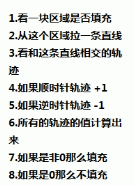 1.看一块区域是否填充
2.从这个区域拉一条直线
3.看和这条直线相交的轨
迹
4.如果顺时针轨迹 +1
5.如果逆时针轨迹 -1
6.所有的轨迹的值计算出
来
7.如果是非0那么填充
8.如果是0那么不填充